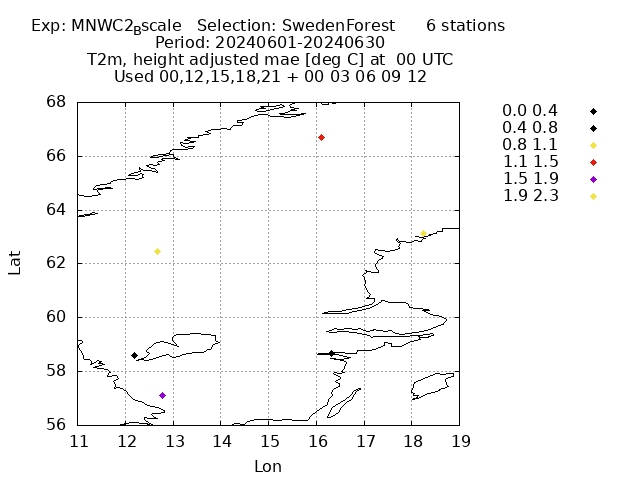 Exp: MNWC2Bscale Selection: SwedenForest 6 stations
Period: 20240601-20240630
T2m, height adjusted mae [deg C] at 00 UTC
Used 00,12,15,18,21 + 00 03 06 09 12
0.0 0.4
0.4 0.8
0.8 1.1
1.1 1.5
1.5 1.9
1.9 2.3
68
66
64
62
60
58
56
Lat
11 12 13 14 15 16 17 18 19
Lon